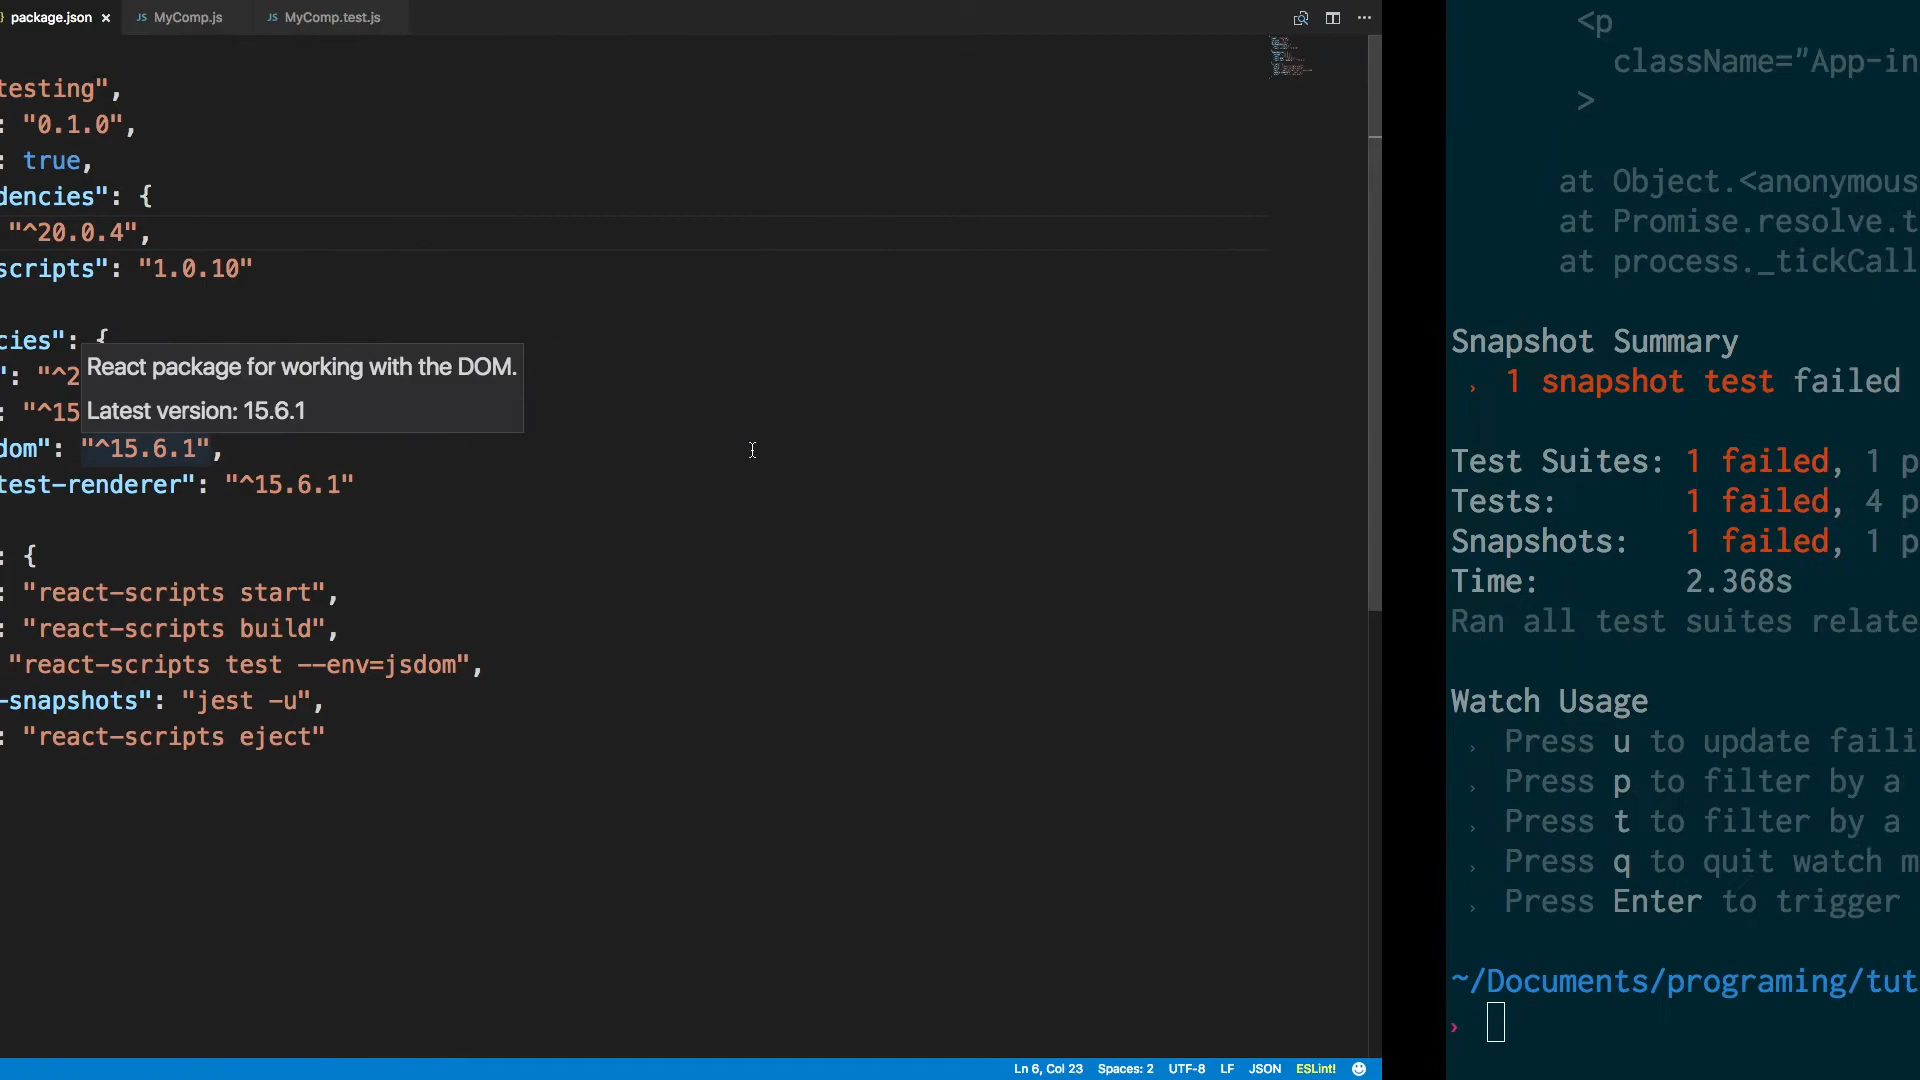 package.json × JS MyComp.js JS MyComp.test.js
testing",
: "0.1.0",
: true,
dencies": {
"^20.0.4",
scripts": "1.0.10"
cies": {
": "^2
: "^15
React package for working with the DOM.
Latest version: 15.6.1
dom": "^15.6.1",
test-renderer": "^15.6.1"
: {
: "react-scripts start",
: "react-scripts build",
"react-scripts test --env=jsdom",
-snapshots": "jest -u",
: "react-scripts eject"
Ln 6, Col 23 Spaces: 2 UTF-8 LF JSON ESLint!
<p
className="App-in
>
at Object.<anonymous
at Promise.resolve.t
at process._tickCall
Snapshot Summary
› 1 snapshot test failed
Test Suites: 1 failed, 1 p
Tests: 1 failed, 4 p
Snapshots: 1 failed, 1 p
Time: 2.368s
Ran all test suites relate
Watch Usage
› Press u to update faili
› Press p to filter by a
› Press t to filter by a
› Press q to quit watch m
› Press Enter to trigger
~/Documents/programing/tut
›